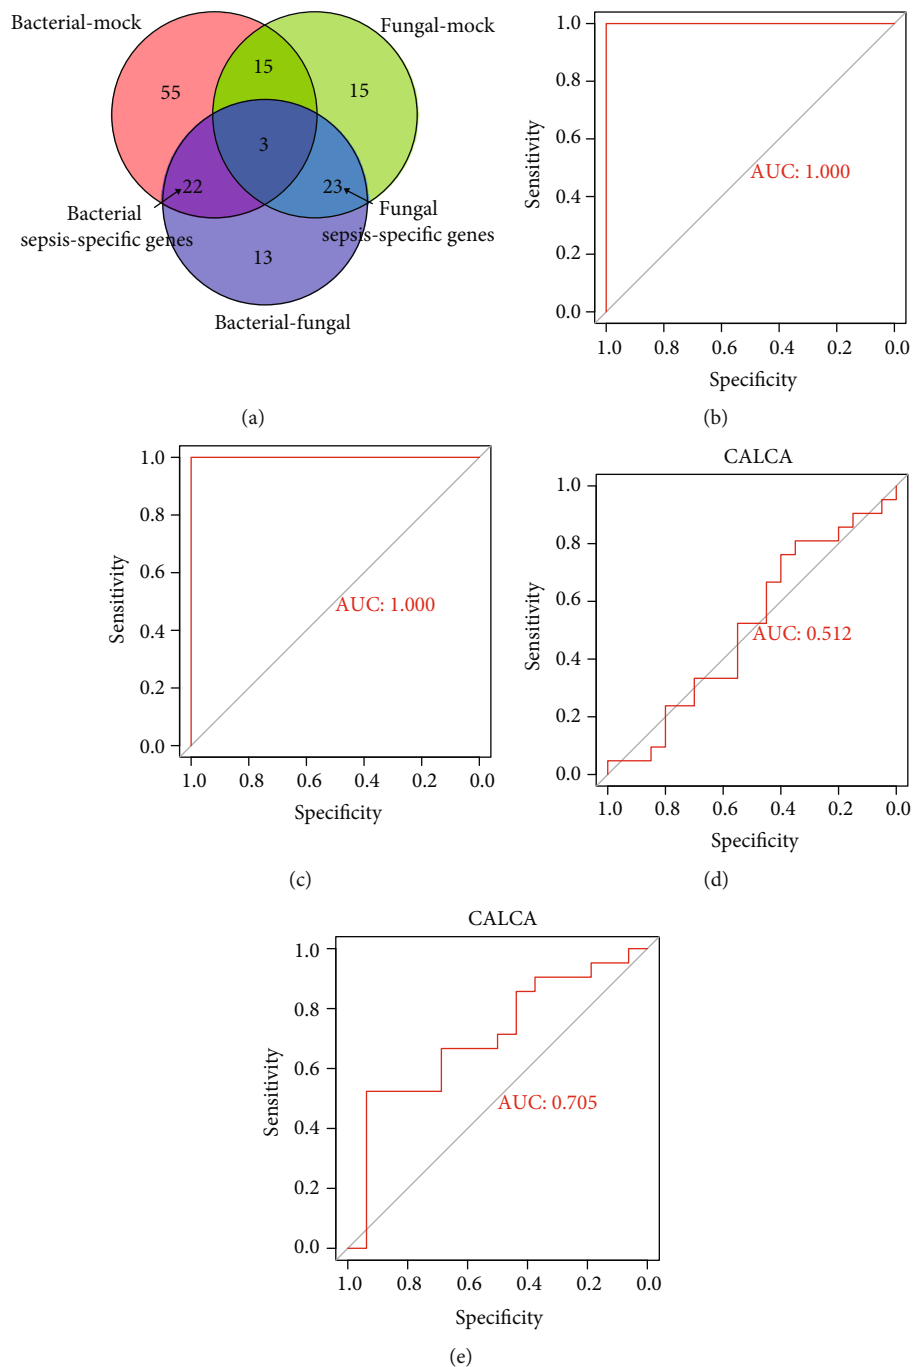 Bacterial-mock
Fungal-mock
15
55
15
3
22
23
Bacterial
sepsis-specific genes
Fungal
sepsis-specific genes
13
Bacterial-fungal
(a)
1.0
0.8
0.6
0.4
0.2
0.0
Sensitivity
AUC: 1.000
1.0 0.8 0.6 0.4 0.2 0.0
Specificity
(b)
1.0
0.8
0.6
0.4
0.2
0.0
Sensitivity
AUC: 1.000
1.0 0.8 0.6 0.4 0.2 0.0
Specificity
(c)
CALCA
1.0
0.8
0.6
0.4
0.2
0.0
Sensitivity
AUC: 0.512
1.0 0.8 0.6 0.4 0.2 0.0
Specificity
(d)
CALCA
1.0
0.8
0.6
0.4
0.2
0.0
Sensitivity
AUC: 0.705
1.0 0.8 0.6 0.4 0.2 0.0
Specificity
(e)